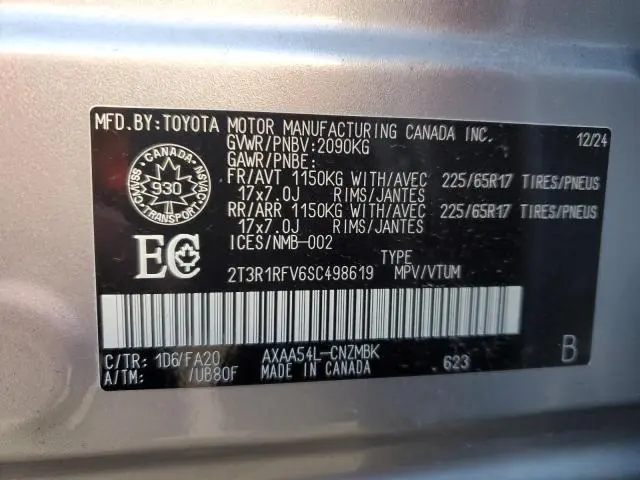 MFD.BY:TOYOTA MOTOR MANUFACTURING CANADA INC. 12/24
GVWR/PNBV:2090KG
GAWR/PNBE:
FR/AVT 1150KG WITH/AVEC 225/65R17 TIRES/PNEUS
17x7.0J RIMS/JANTES
RR/ARR 1150KG WITH/AVEC 225/65R17 TIRES/PNEUS
17x7.0J RIMS/JANTES
ICES/NMB-002
CANADA
CMVSS
NSVAC
930
TRANSPORT
EC
TYPE
2T3R1RFV6SC498619 MPV/VTUM
C/TR: 1D6/FA20 AXAA54L-CNZMBK
A/TM: /UB80F MADE IN CANADA 623
B